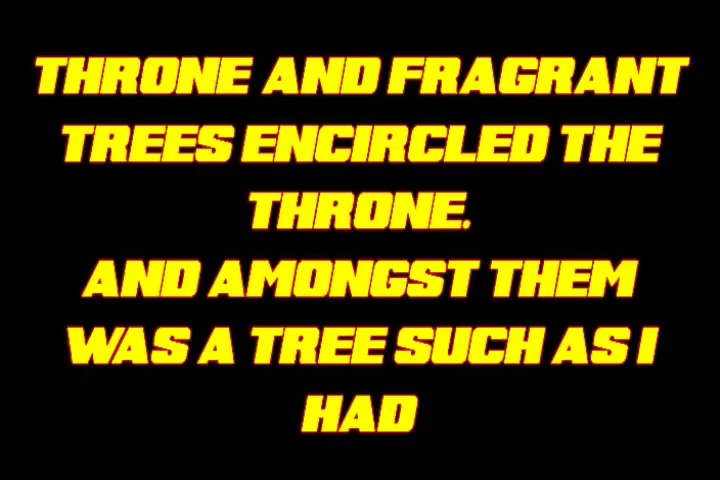 THRONE AND FRAGRANT
TREES ENCIRCLED THE
THRONE.
AND AMONGST THEM
WAS A TREE SUCH AS I
HAD